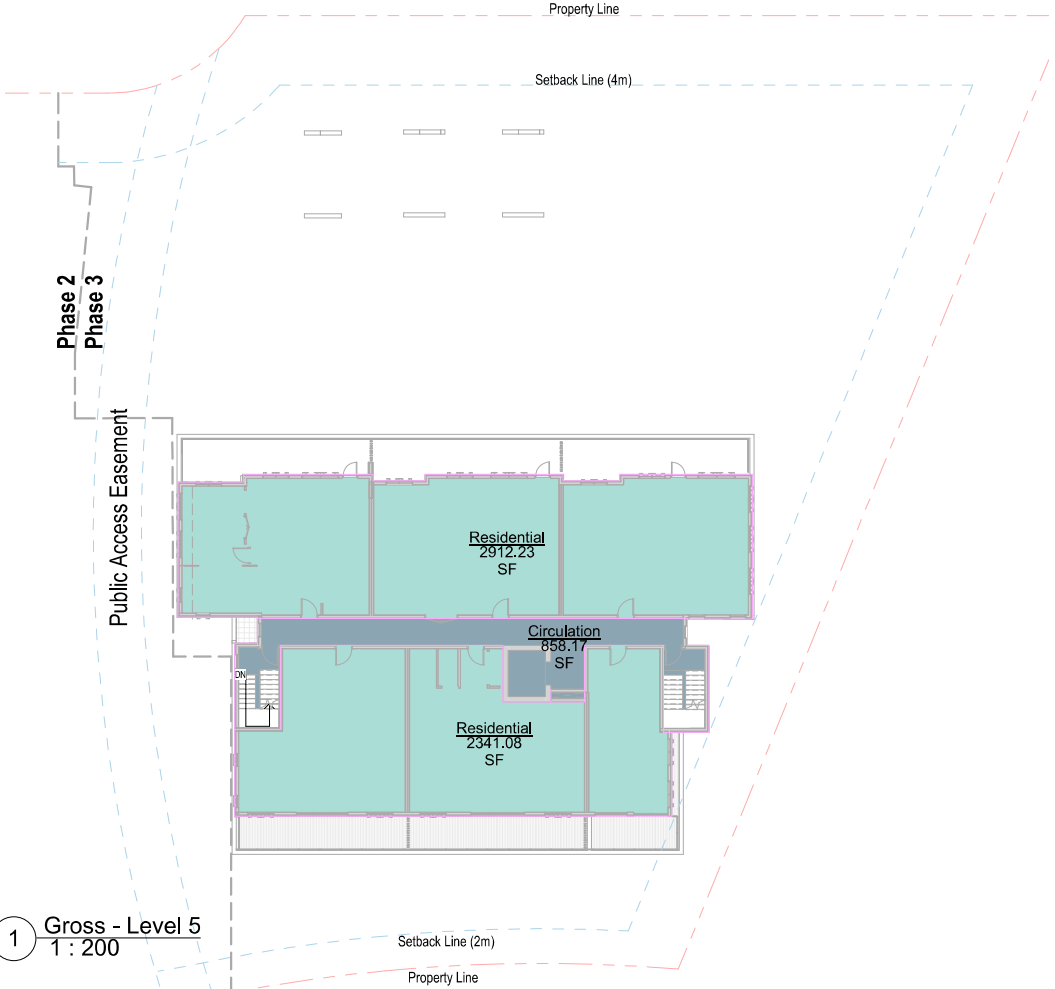 Property Line
Setback Line (4m)
Phase 2
Phase 3
Public Access Easement
Residential
2912.23
SF
Circulation
858.17
SF
DN
Residential
2341.08
SF
1
Gross - Level 5
1 : 200
Setback Line (2m)
Property Line